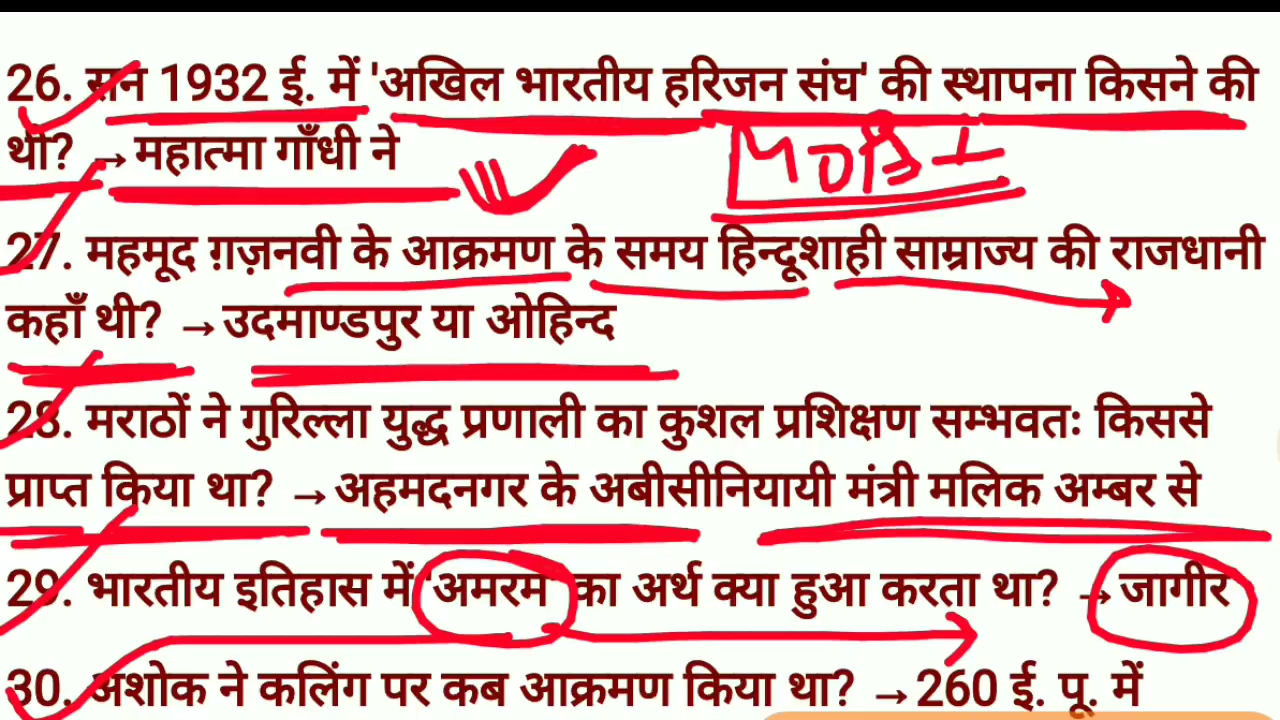 26. सन 1932 ई. में 'अखिल भारतीय हरिजन संघ' की स्थापना किसने की
थी? →महात्मा गाँधी ने
MOB I
27. महमूद ग़ज़नवी के आक्रमण के समय हिन्दूशाही साम्राज्य की राजधानी
कहाँ थी? →उदमाण्डपुर या ओहिन्द
28. मराठों ने गुरिल्ला युद्ध प्रणाली का कुशल प्रशिक्षण सम्भवतः किससे
प्राप्त किया था? →अहमदनगर के अबीसीनियायी मंत्री मलिक अम्बर से
29. भारतीय इतिहास में 'अमरम' का अर्थ क्या हुआ करता था? →जागीर
30. अशोक ने कलिंग पर कब आक्रमण किया था? →260 ई. पू. में